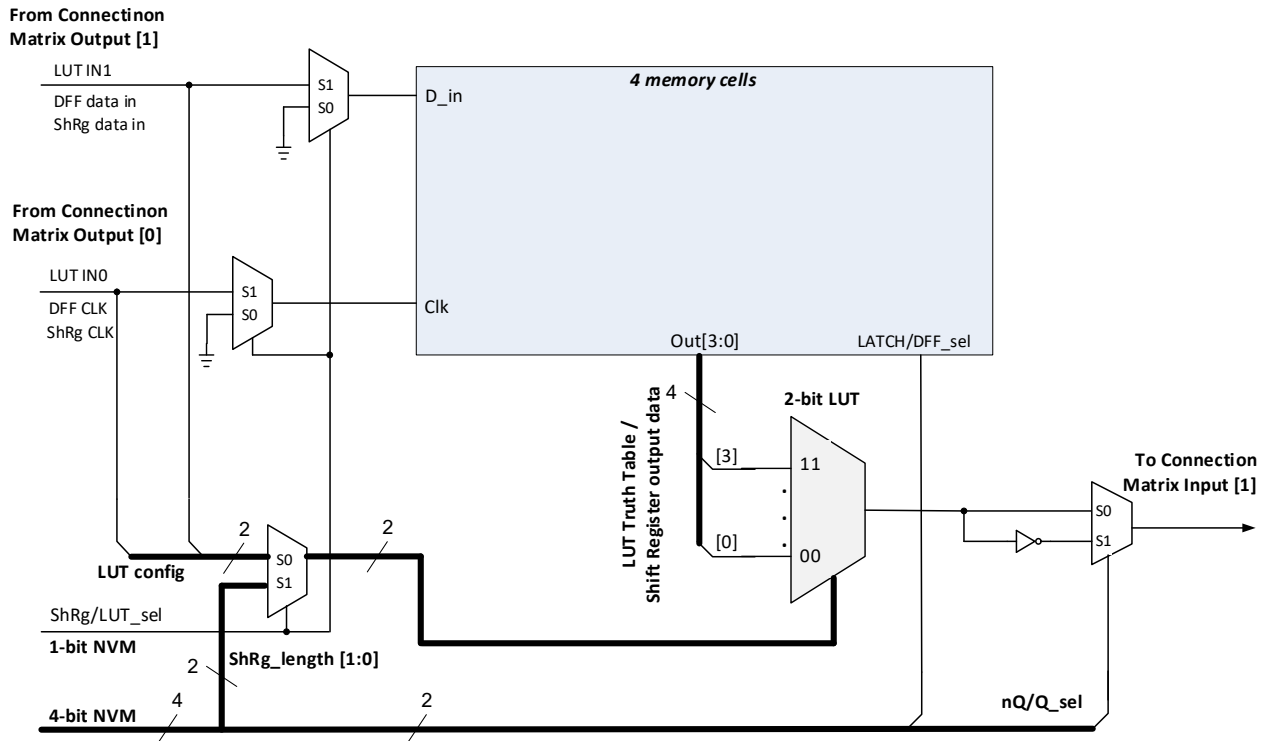 From Connectinon
Matrix Output [1]
LUT IN1
DFF data in
ShRg data in
S1
S0
4 memory cells
D_in
From Connectinon
Matrix Output [0]
LUT IN0
DFF CLK
ShRg CLK
S1
S0
Clk
Out[3:0]
LATCH/DFF_sel
LUT Truth Table /
Shift Register output data
4
2-bit LUT
[3]
11
[0]
00
To Connection
Matrix Input [1]
S0
S1
2
2
LUT config
S0
S1
ShRg/LUT_sel
1-bit NVM
ShRg_length [1:0]
2
nQ/Q_sel
4-bit NVM
4
2